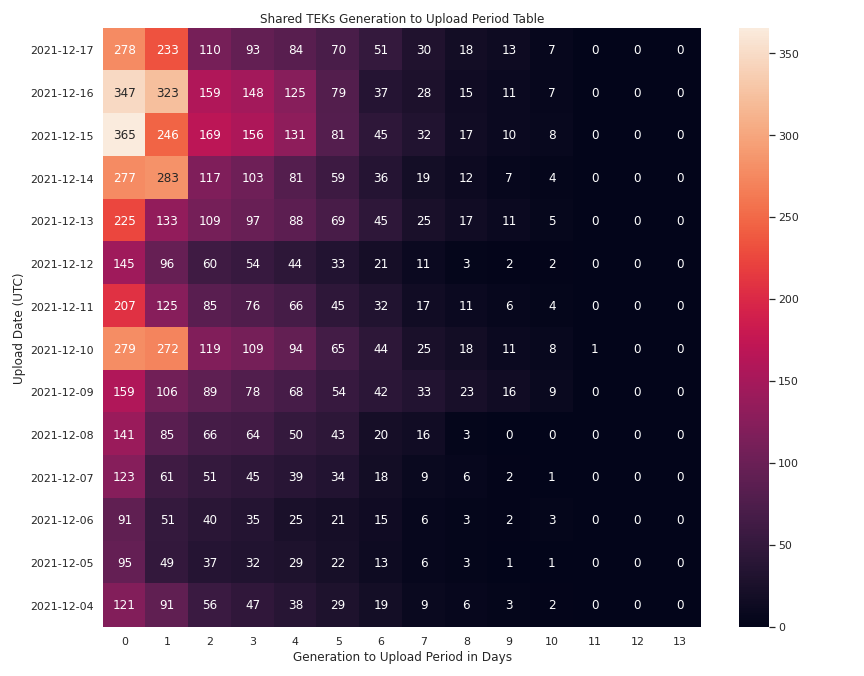 Shared TEKs Generation to Upload Period Table
2021-12-17 278 233 110 93 84 70 51 30 18 13 7 0 0 0
2021-12-16 347 323 159 148 125 79 37 28 15 11 7 0 0 0
2021-12-15 365 246 169 156 131 81 45 32 17 10 8 0 0 0
2021-12-14 277 283 117 103 81 59 36 19 12 7 4 0 0 0
2021-12-13 225 133 109 97 88 69 45 25 17 11 5 0 0 0
2021-12-12 145 96 60 54 44 33 21 11 3 2 2 0 0 0
2021-12-11 207 125 85 76 66 45 32 17 11 6 4 0 0 0
2021-12-10 279 272 119 109 94 65 44 25 18 11 8 1 0 0
2021-12-09 159 106 89 78 68 54 42 33 23 16 9 0 0 0
2021-12-08 141 85 66 64 50 43 20 16 3 0 0 0 0 0
2021-12-07 123 61 51 45 39 34 18 9 6 2 1 0 0 0
2021-12-06 91 51 40 35 25 21 15 6 3 2 3 0 0 0
2021-12-05 95 49 37 32 29 22 13 6 3 1 1 0 0 0
2021-12-04 121 91 56 47 38 29 19 9 6 3 2 0 0 0
0 1 2 3 4 5 6 7 8 9 10 11 12 13
Generation to Upload Period in Days
Upload Date (UTC)
350
300
250
200
150
100
50
0